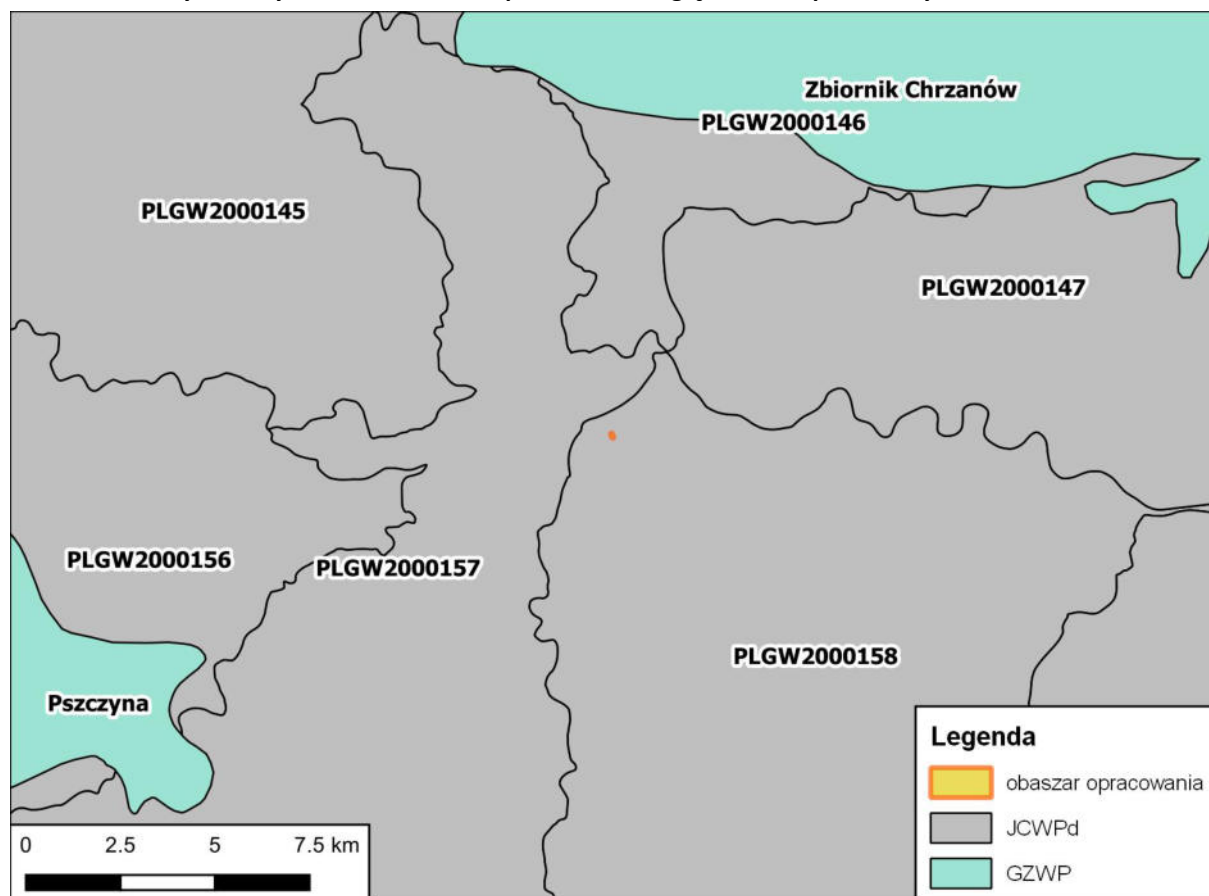 Zbiornik Chrzanów
PLGW2000146
PLGW2000145
PLGW2000147
PLGW2000156
PLGW2000157
PLGW2000158
Pszczyna
Legenda
obaszar opracowania
JCWPd
GZWP
0 2.5 5 7.5 km